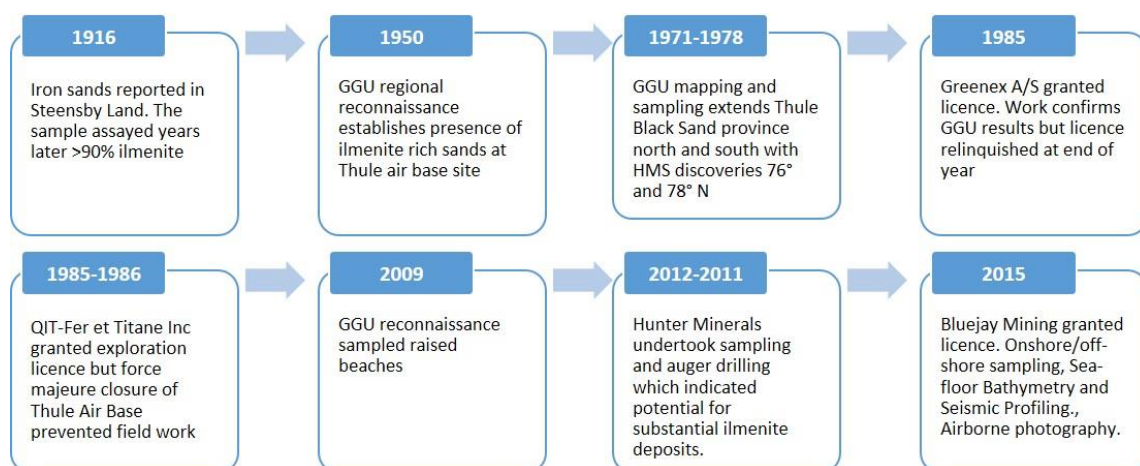 1916
Iron sands reported in
Steensby Land. The
sample assayed years
later >90% ilmenite
1950
GGU regional
reconnaissance
establishes presence of
ilmenite rich sands at
Thule air base site
1971-1978
GGU mapping and
sampling extends Thule
Black Sand province
north and south with
HMS discoveries 76°
and 78° N
1985
Greenex A/S granted
licence. Work confirms
GGU results but licence
relinquished at end of
year
1985-1986
QIT-Fer et Titane Inc
granted exploration
licence but force
majeure closure of
Thule Air Base
prevented field work
2009
GGU reconnaissance
sampled raised
beaches
2012-2011
Hunter Minerals
undertook sampling
and auger drilling
which indicated
potential for
substantial ilmenite
deposits.
2015
Bluejay Mining granted
licence. Onshore/off-
shore sampling, Sea-
floor Bathymetry and
Seismic Profiling.,
Airborne photography.